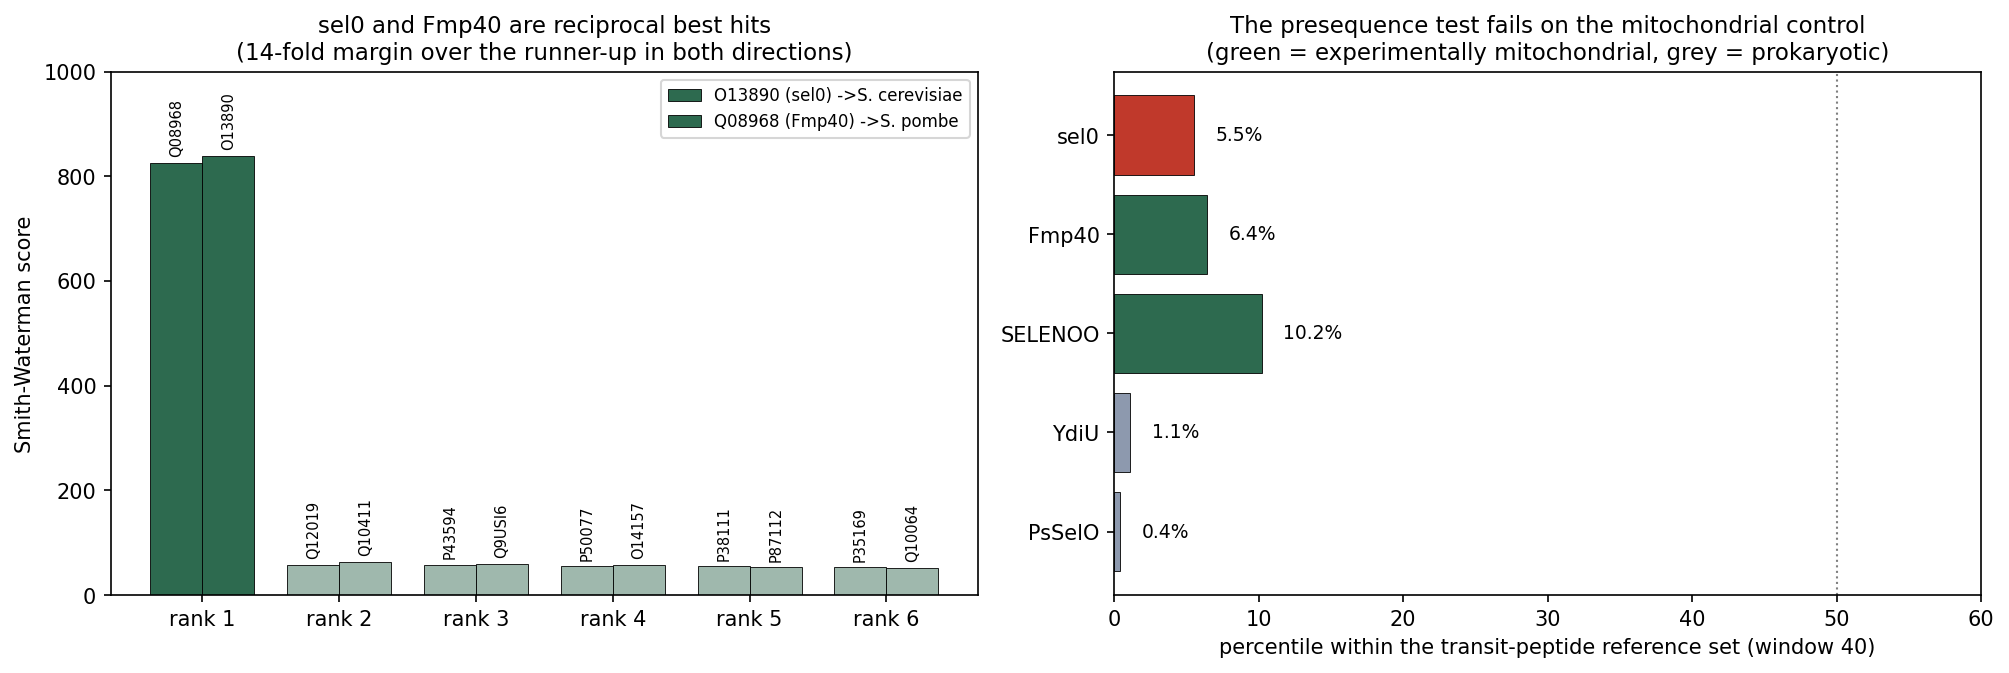 sel0 and Fmp40 are reciprocal best hits
(14-fold margin over the runner-up in both directions)
Smith-Waterman score
1000
800
600
400
200
0
O13890 (sel0) ->S. cerevisiae
Q08968 (Fmp40) ->S. pombe
Q08968
O13890
Q12019
Q10411
P43594
Q9USI6
P50077
O14157
P38111
P87112
P35169
Q10064
rank 1
rank 2
rank 3
rank 4
rank 5
rank 6
The presequence test fails on the mitochondrial control
(green = experimentally mitochondrial, grey = prokaryotic)
sel0
5.5%
Fmp40
6.4%
SELENOO
10.2%
YdiU
1.1%
PsSelO
0.4%
0
10
20
30
40
50
60
percentile within the transit-peptide reference set (window 40)